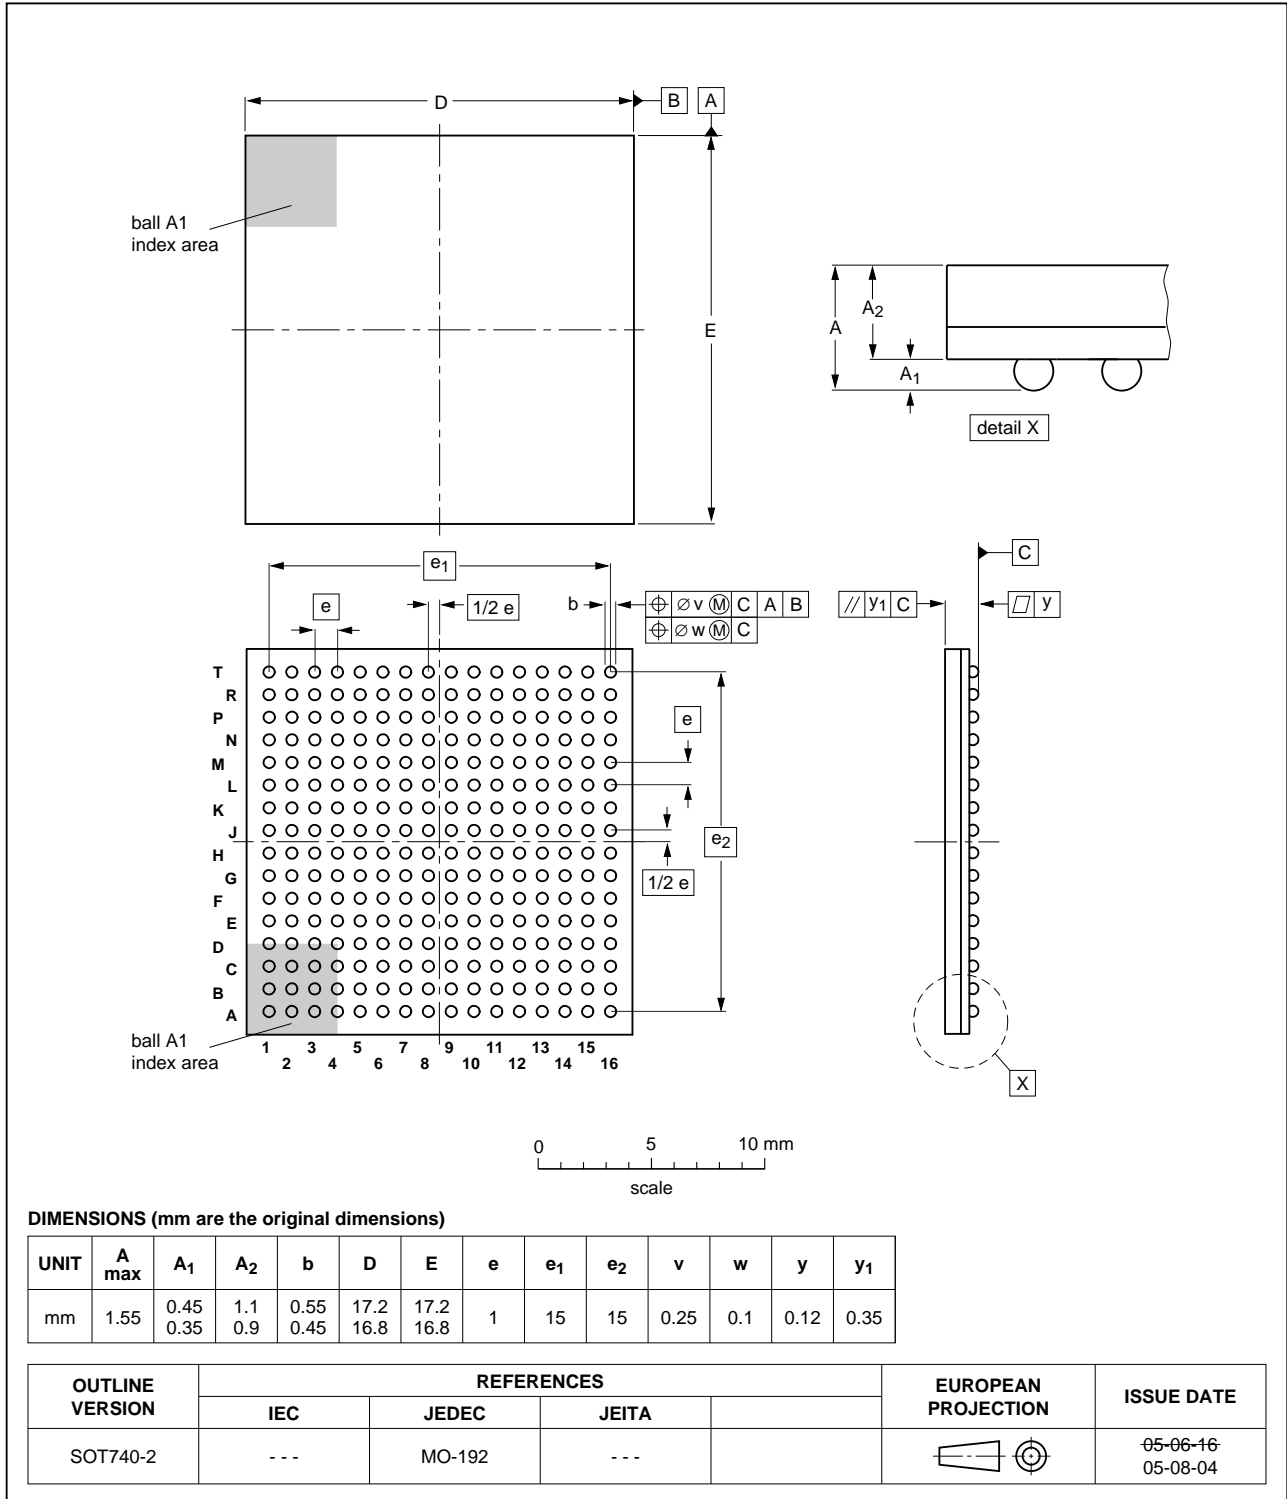 D
B
A
ball A1
index area
E
A
A2
A1
detail X
e1
e
1/2 e
b
⌀ v Ⓜ C A B
⌀ w Ⓜ C
C
// y1 C
⏥ y
T
R
P
N
M
L
K
J
H
G
F
E
D
C
B
A
e
e2
1/2 e
ball A1
index area
1 3 5 7 9 11 13 15
2 4 6 8 10 12 14 16
X
0 5 10 mm
scale
DIMENSIONS (mm are the original dimensions)
UNIT A max A1 A2 b D E e e1 e2 v w y y1
mm 1.55 0.45 0.35 1.1 0.9 0.55 0.45 17.2 16.8 17.2 16.8 1 15 15 0.25 0.1 0.12 0.35
OUTLINE VERSION REFERENCES EUROPEAN PROJECTION ISSUE DATE
IEC JEDEC JEITA
SOT740-2 - - - MO-192 - - - 05-06-16
05-08-04